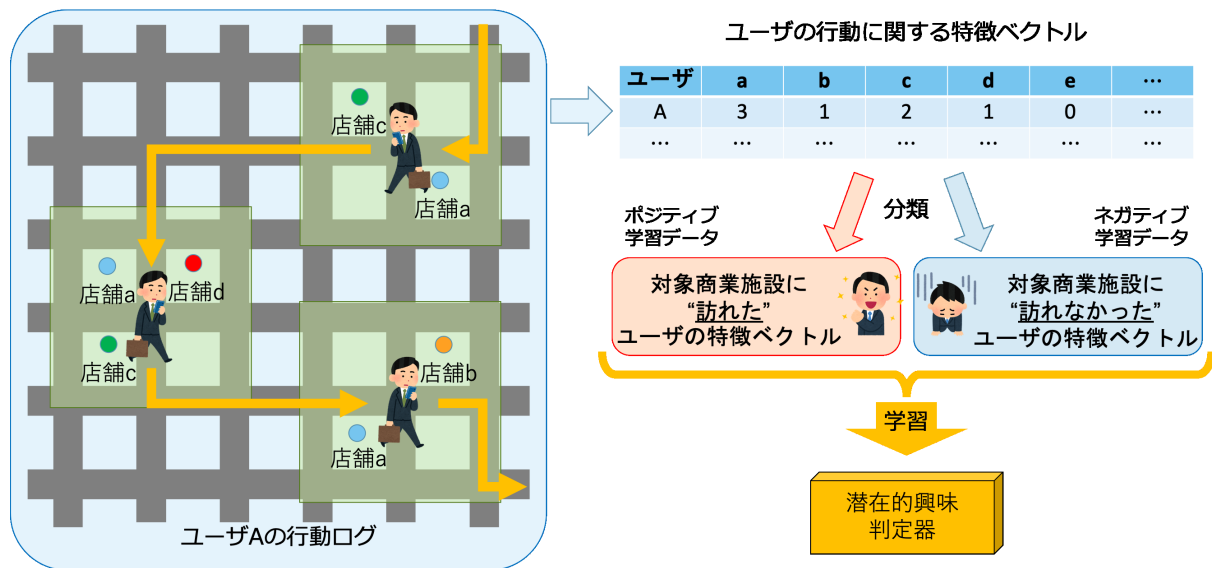 店舗c
店舗a
店舗a
店舗d
店舗c
店舗b
店舗a
ユーザAの行動ログ
ユーザの行動に関する特徴ベクトル
ユーザ a b c d e …
A 3 1 2 1 0 …
… … … … … … …
分類
ポジティブ
学習データ
ネガティブ
学習データ
対象商業施設に
“訪れた”
ユーザの特徴ベクトル
対象商業施設に
“訪れなかった”
ユーザの特徴ベクトル
学習
潜在的興味
判定器